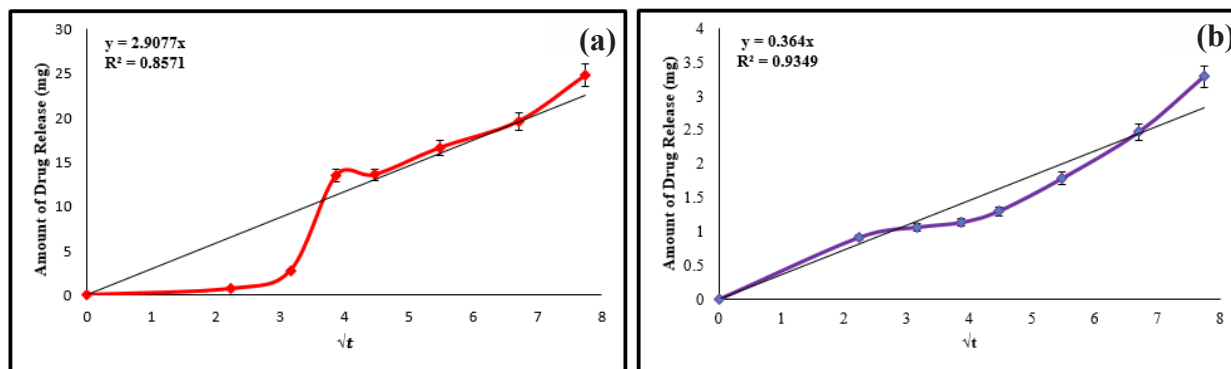 (a)
y = 2.9077x
R² = 0.8571
Amount of Drug Release (mg)
30
25
20
15
10
5
0
0 1 2 3 4 5 6 7 8
√t
(b)
y = 0.364x
R² = 0.9349
Amount of Drug Release (mg)
4
3.5
3
2.5
2
1.5
1
0.5
0
0 1 2 3 4 5 6 7 8
√t